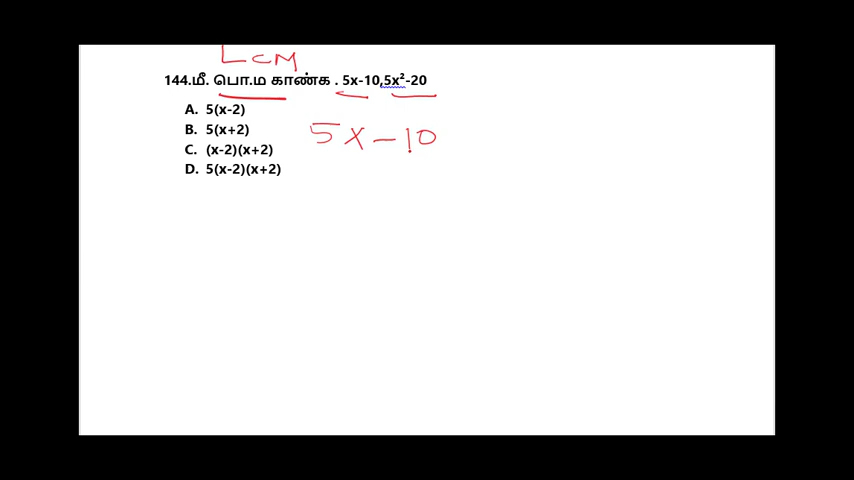 LCM
144.மீ. பொ.ம காண்க . 5x-10,5x²-20
A. 5(x-2)
B. 5(x+2)
5x-10
C. (x-2)(x+2)
D. 5(x-2)(x+2)